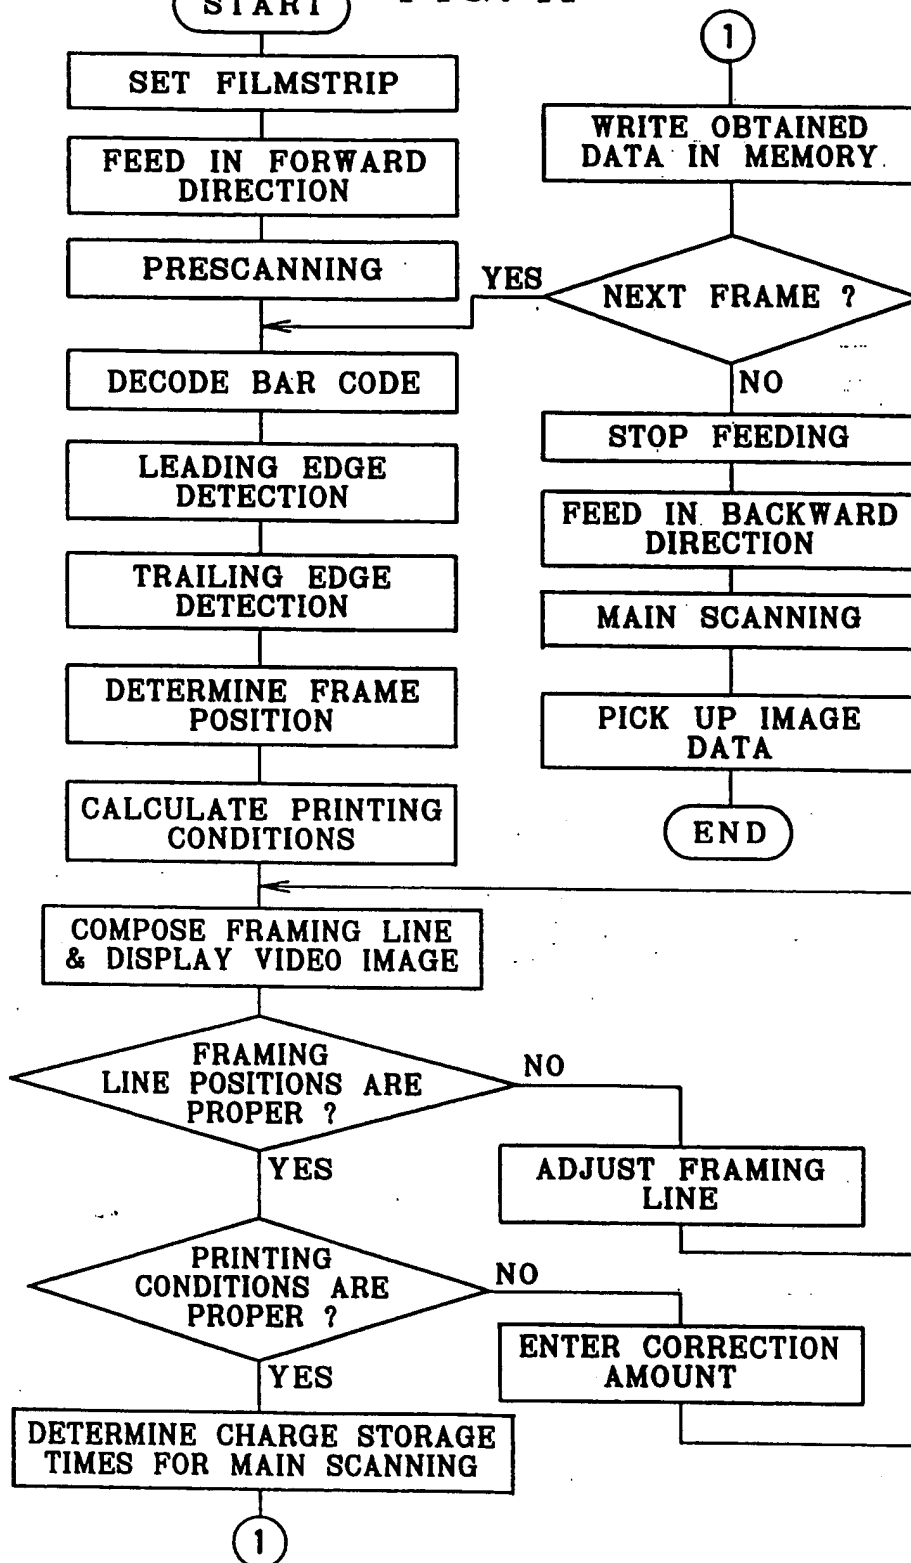 START
SET FILMSTRIP
FEED IN FORWARD
DIRECTION
PRESCANNING
DECODE BAR CODE
LEADING EDGE
DETECTION
TRAILING EDGE
DETECTION
DETERMINE FRAME
POSITION
CALCULATE PRINTING
CONDITIONS
COMPOSE FRAMING LINE
& DISPLAY VIDEO IMAGE
FRAMING
LINE POSITIONS ARE
PROPER ?
NO
YES
ADJUST FRAMING
LINE
PRINTING
CONDITIONS ARE
PROPER ?
NO
YES
ENTER CORRECTION
AMOUNT
DETERMINE CHARGE STORAGE
TIMES FOR MAIN SCANNING
1
1
WRITE OBTAINED
DATA IN MEMORY
YES
NEXT FRAME ?
NO
STOP FEEDING
FEED IN BACKWARD
DIRECTION
MAIN SCANNING
PICK UP IMAGE
DATA
END